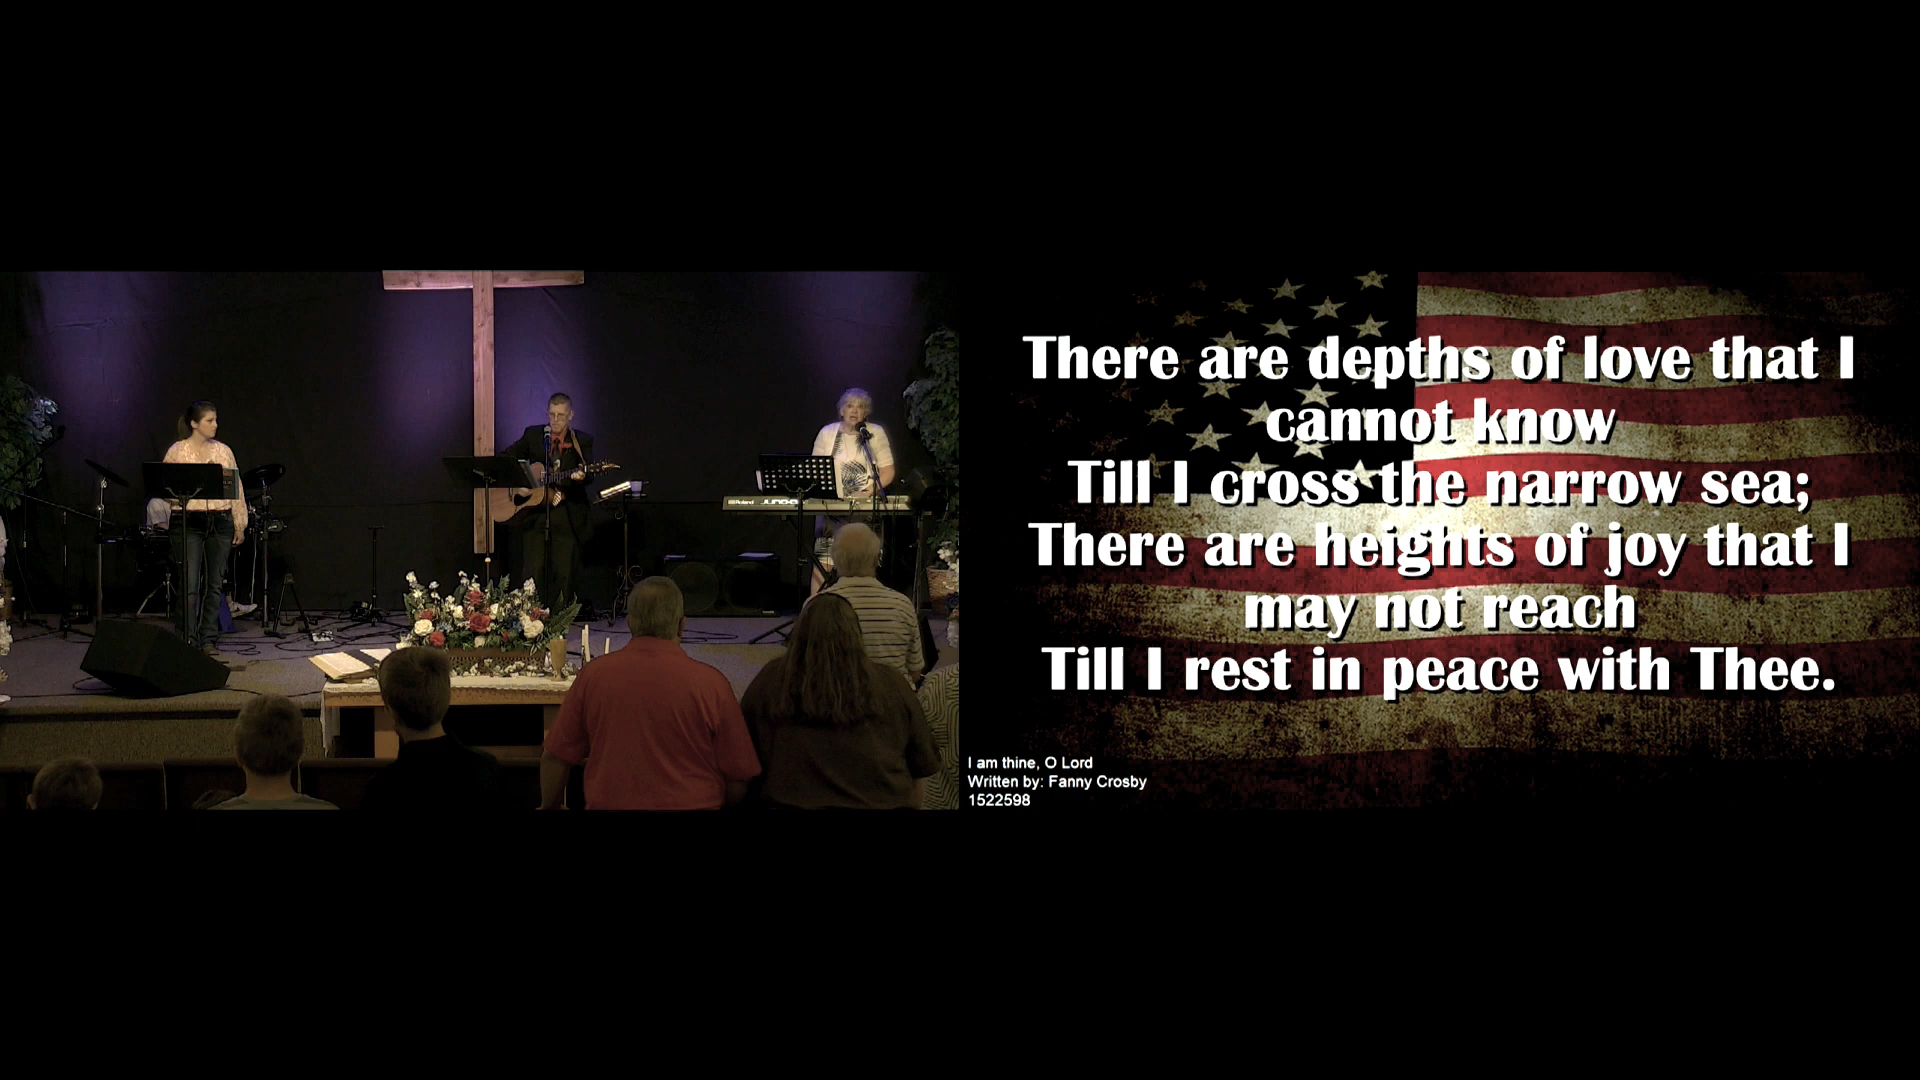 There are depths of love that I
cannot know
Till I cross the narrow sea;
There are heights of joy that I
may not reach
Till I rest in peace with Thee.
I am thine, O Lord
Written by: Fanny Crosby
1522598
Roland